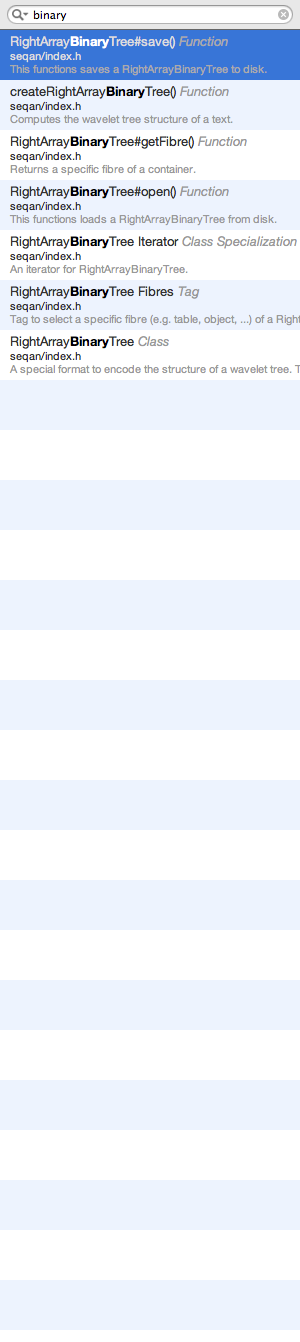 binary
RightArrayBinaryTree#save() Function
seqan/index.h
This functions saves a RightArrayBinaryTree to disk.
createRightArrayBinaryTree() Function
seqan/index.h
Computes the wavelet tree structure of a text.
RightArrayBinaryTree#getFibre() Function
seqan/index.h
Returns a specific fibre of a container.
RightArrayBinaryTree#open() Function
seqan/index.h
This functions loads a RightArrayBinaryTree from disk.
RightArrayBinaryTree Iterator Class Specialization
seqan/index.h
An iterator for RightArrayBinaryTree.
RightArrayBinaryTree Fibres Tag
seqan/index.h
Tag to select a specific fibre (e.g. table, object, ...) of a Right
RightArrayBinaryTree Class
seqan/index.h
A special format to encode the structure of a wavelet tree. T